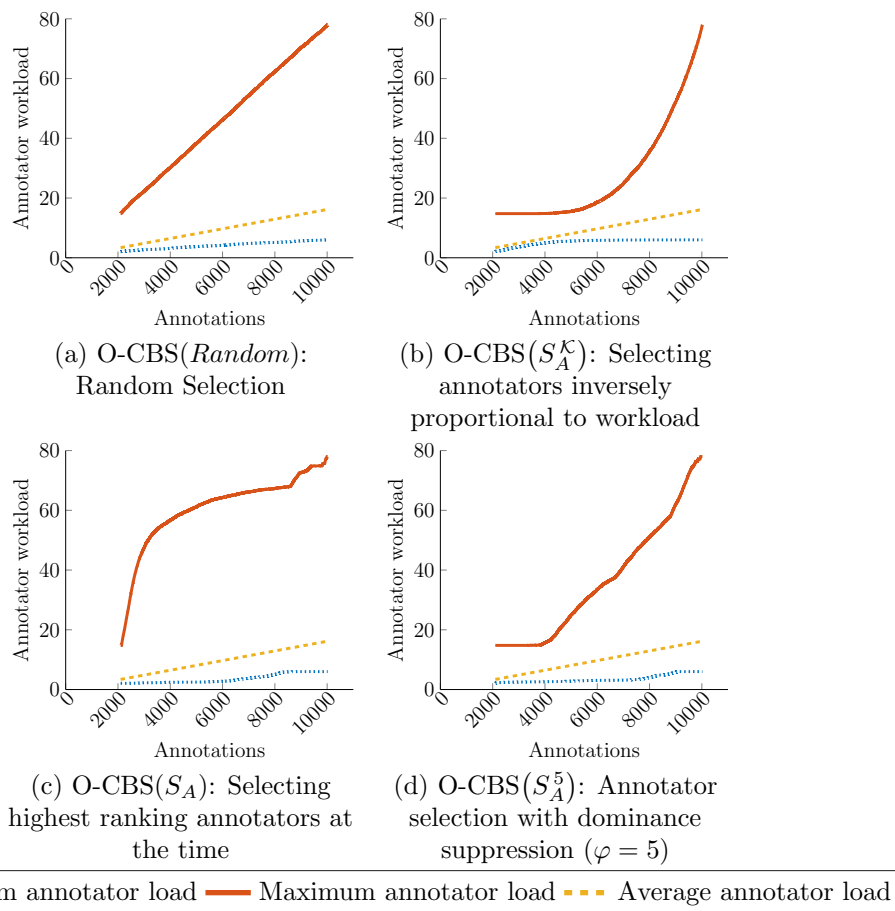 80
60
40
20
0
Annotator workload
0
2000
4000
6000
8000
10000
Annotations
(a) O-CBS(Random):
Random Selection
80
60
40
20
0
Annotator workload
0
2000
4000
6000
8000
10000
Annotations
(b) O-CBS(S_A^𝒦): Selecting
annotators inversely
proportional to workload
80
60
40
20
0
Annotator workload
0
2000
4000
6000
8000
10000
Annotations
(c) O-CBS(S_A): Selecting
highest ranking annotators at
the time
80
60
40
20
0
Annotator workload
0
2000
4000
6000
8000
10000
Annotations
(d) O-CBS(S_A^5): Annotator
selection with dominance
suppression (φ = 5)
m annotator load Maximum annotator load Average annotator load